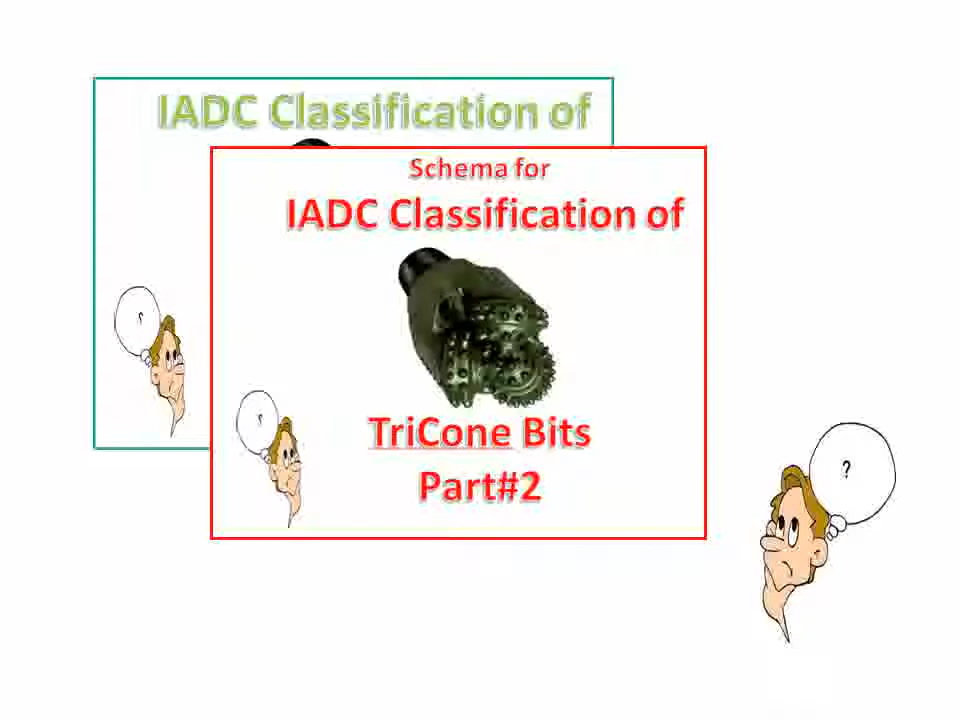 IADC Classification of
Schema for
IADC Classification of
TriCone Bits
Part#2
?
?
?